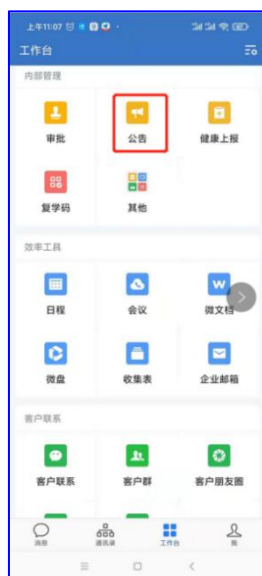 上午11:07
工作台
内部管理
审批 公告 健康上报
复学码 其他
效率工具
日程 会议 微文档
微盘 收集表 企业邮箱
客户联系
客户联系 客户群 客户朋友圈
消息 通讯录 工作台 我